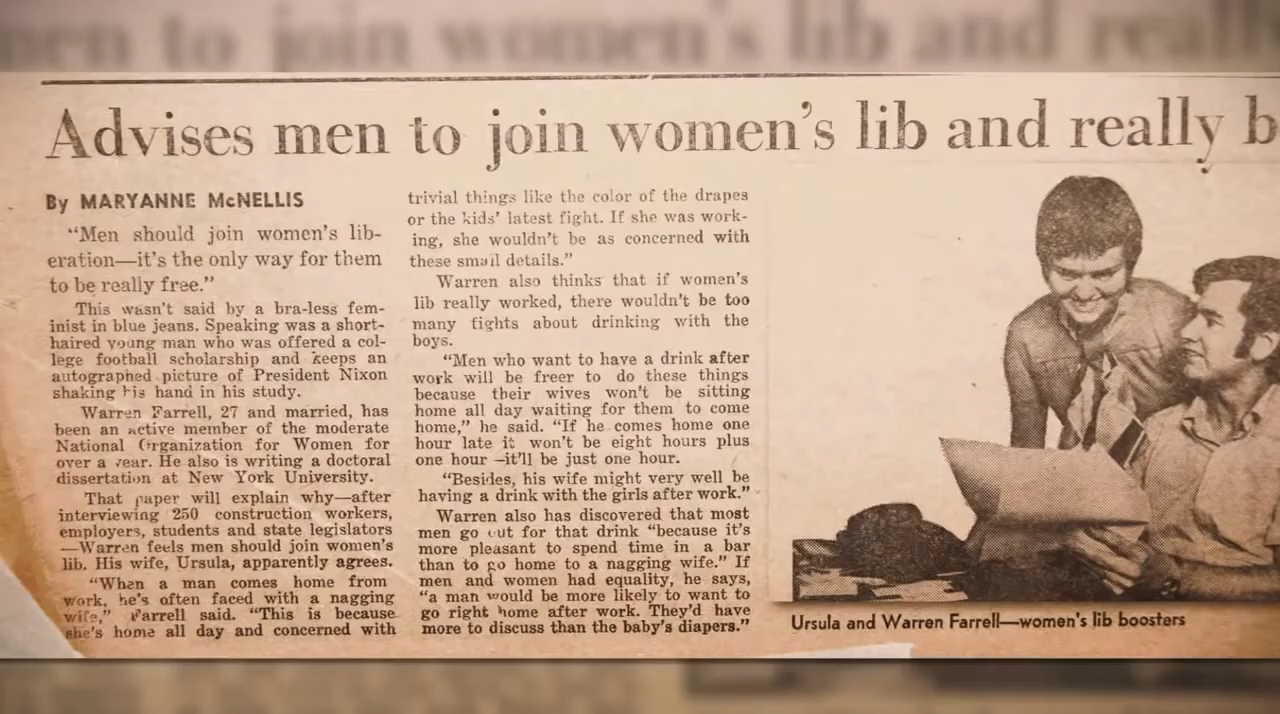 Advises men to join women's lib and really b
By MARYANNE McNELLIS
"Men should join women's lib-
eration—it's the only way for them
to be really free."
This wasn't said by a bra-less fem-
inist in blue jeans. Speaking was a short-
haired young man who was offered a col-
lege football scholarship and keeps an
autographed picture of President Nixon
shaking his hand in his study.
Warren Farrell, 27 and married, has
been an active member of the moderate
National Organization for Women for
over a year. He also is writing a doctoral
dissertation at New York University.
That paper will explain why—after
interviewing 250 construction workers,
employers, students and state legislators
—Warren feels men should join women's
lib. His wife, Ursula, apparently agrees.
"When a man comes home from
work, he's often faced with a nagging
wife," Farrell said. "This is because
she's home all day and concerned with
trivial things like the color of the drapes
or the kids' latest fight. If she was work-
ing, she wouldn't be as concerned with
these small details."
Warren also thinks that if women's
lib really worked, there wouldn't be too
many fights about drinking with the
boys.
"Men who want to have a drink after
work will be freer to do these things
because their wives won't be sitting
home all day waiting for them to come
home," he said. "If he comes home one
hour late it won't be eight hours plus
one hour —it'll be just one hour.
"Besides, his wife might very well be
having a drink with the girls after work."
Warren also has discovered that most
men go out for that drink "because it's
more pleasant to spend time in a bar
than to go home to a nagging wife." If
men and women had equality, he says,
"a man would be more likely to want to
go right home after work. They'd have
more to discuss than the baby's diapers."
Ursula and Warren Farrell—women's lib boosters